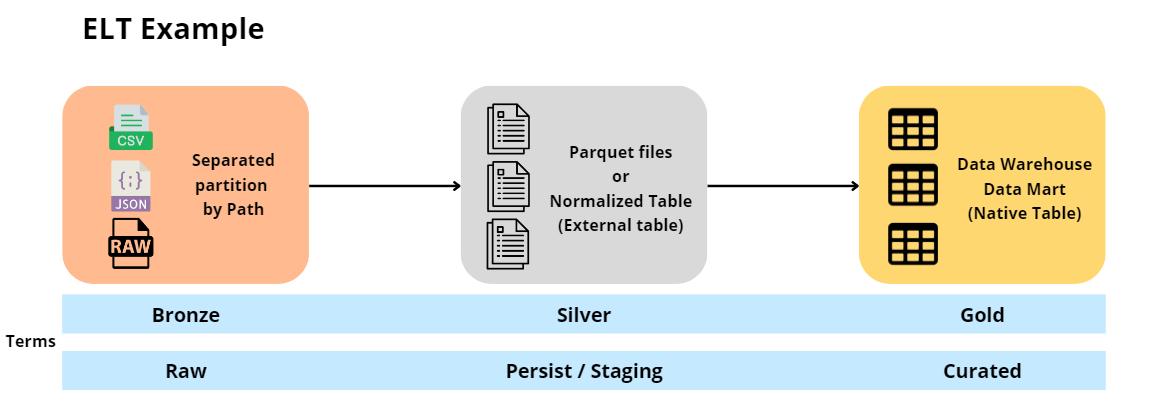 ELT Example
CSV
{;}
JSON
RAW
Separated
partition
by Path
Parquet files
or
Normalized Table
(External table)
Data Warehouse
Data Mart
(Native Table)
Bronze
Silver
Gold
Terms
Raw
Persist / Staging
Curated